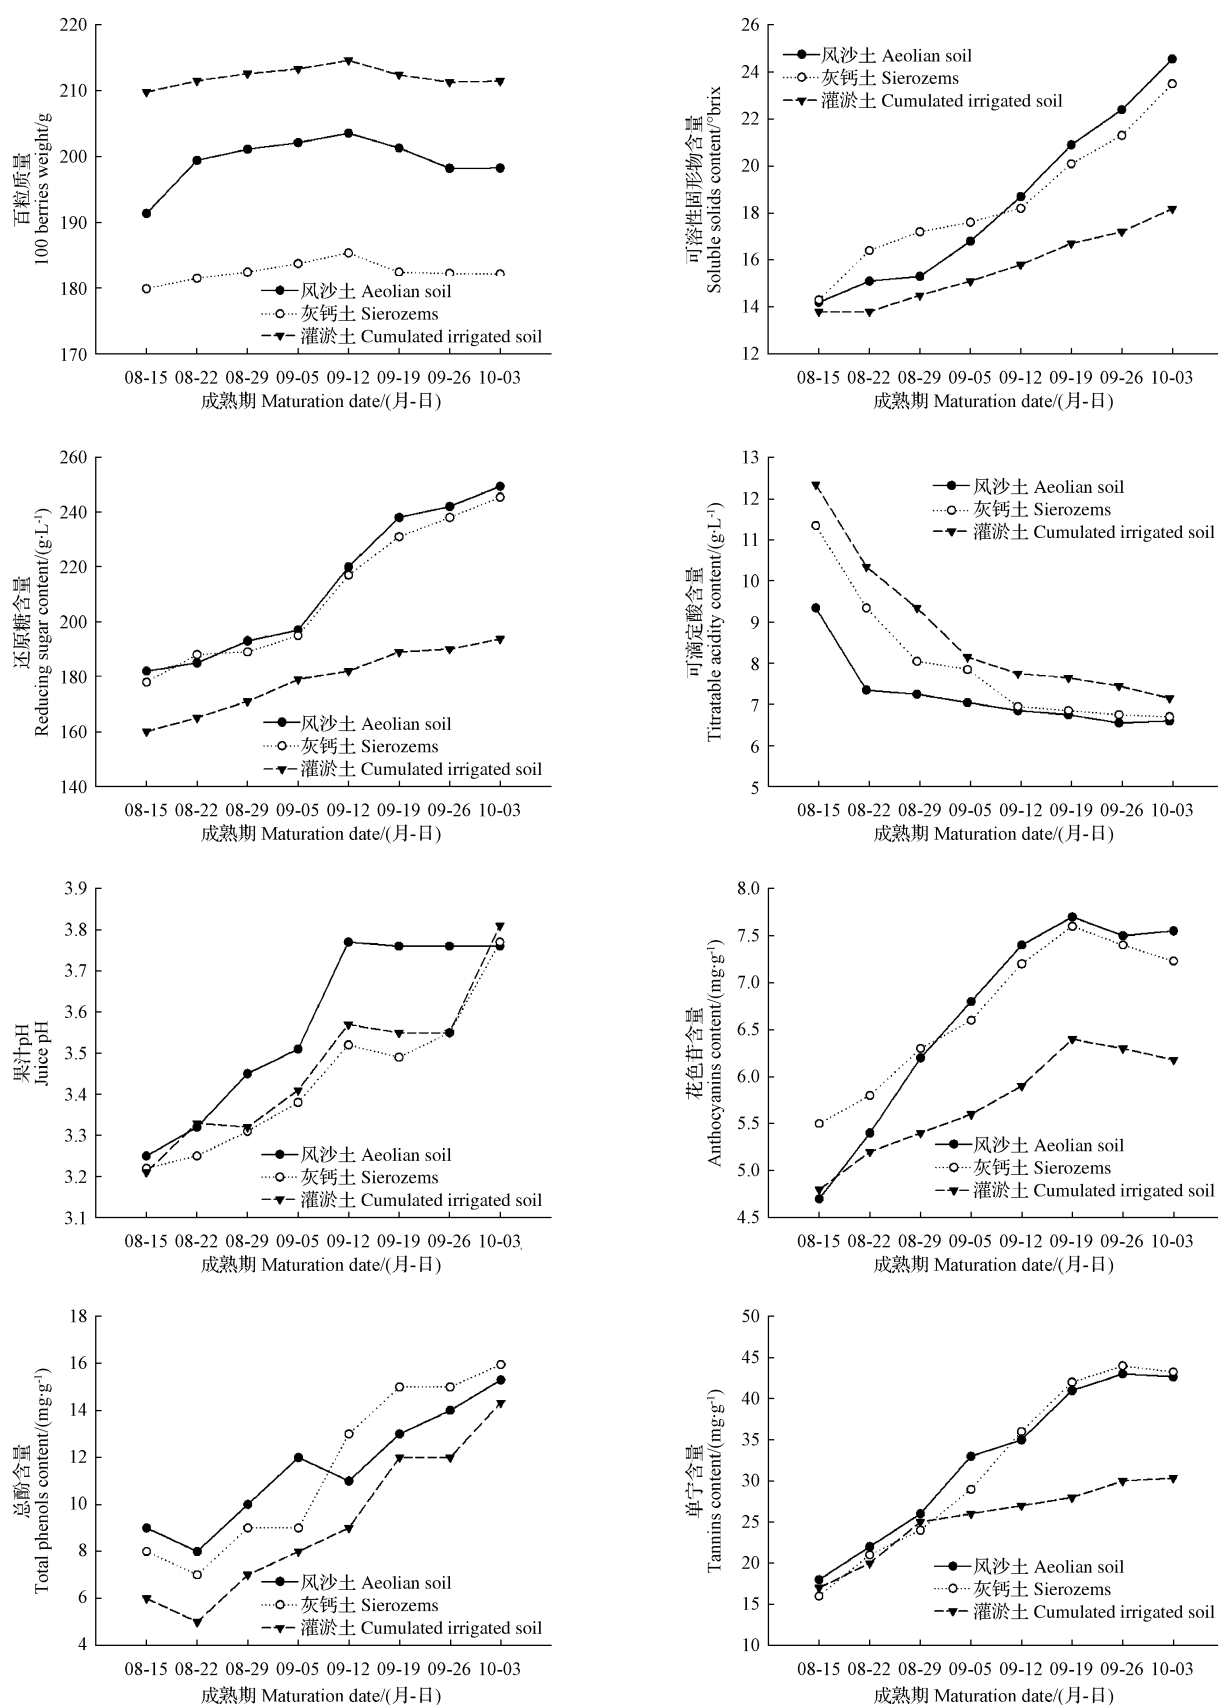 百粒质量
100 berries weight/g
220
210
200
190
180
170
风沙土 Aeolian soil
灰钙土 Sierozems
灌淤土 Cumulated irrigated soil
08-15 08-22 08-29 09-05 09-12 09-19 09-26 10-03
成熟期 Maturation date/(月-日)
可溶性固形物含量
Soluble solids content/°brix
26
24
22
20
18
16
14
12
风沙土 Aeolian soil
灰钙土 Sierozems
灌淤土 Cumulated irrigated soil
08-15 08-22 08-29 09-05 09-12 09-19 09-26 10-03
成熟期 Maturation date/(月-日)
还原糖含量
Reducing sugar content/(g·L⁻¹)
260
240
220
200
180
160
140
风沙土 Aeolian soil
灰钙土 Sierozems
灌淤土 Cumulated irrigated soil
08-15 08-22 08-29 09-05 09-12 09-19 09-26 10-03
成熟期 Maturation date/(月-日)
可滴定酸含量
Titratable acidity content/(g·L⁻¹)
13
12
11
10
9
8
7
6
5
风沙土 Aeolian soil
灰钙土 Sierozems
灌淤土 Cumulated irrigated soil
08-15 08-22 08-29 09-05 09-12 09-19 09-26 10-03
成熟期 Maturation date/(月-日)
果汁pH
Juice pH
3.9
3.8
3.7
3.6
3.5
3.4
3.3
3.2
3.1
风沙土 Aeolian soil
灰钙土 Sierozems
灌淤土 Cumulated irrigated soil
08-15 08-22 08-29 09-05 09-12 09-19 09-26 10-03
成熟期 Maturation date/(月-日)
花色苷含量
Anthocyanins content/(mg·g⁻¹)
8.0
7.5
7.0
6.5
6.0
5.5
5.0
4.5
风沙土 Aeolian soil
灰钙土 Sierozems
灌淤土 Cumulated irrigated soil
08-15 08-22 08-29 09-05 09-12 09-19 09-26 10-03
成熟期 Maturation date/(月-日)
总酚含量
Total phenols content/(mg·g⁻¹)
18
16
14
12
10
8
6
4
风沙土 Aeolian soil
灰钙土 Sierozems
灌淤土 Cumulated irrigated soil
08-15 08-22 08-29 09-05 09-12 09-19 09-26 10-03
成熟期 Maturation date/(月-日)
单宁含量
Tannins content/(mg·g⁻¹)
50
45
40
35
30
25
20
15
10
风沙土 Aeolian soil
灰钙土 Sierozems
灌淤土 Cumulated irrigated soil
08-15 08-22 08-29 09-05 09-12 09-19 09-26 10-03
成熟期 Maturation date/(月-日)